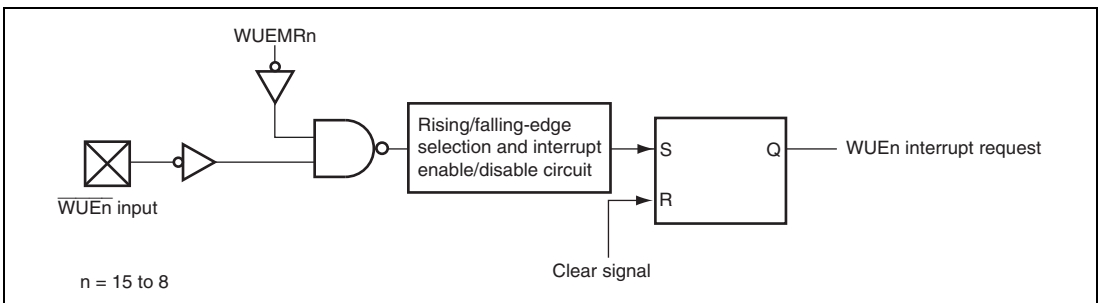 WUEMRn
Rising/falling-edge
selection and interrupt
enable/disable circuit
S
Q
WUEn interrupt request
R
WUEn input
Clear signal
n = 15 to 8